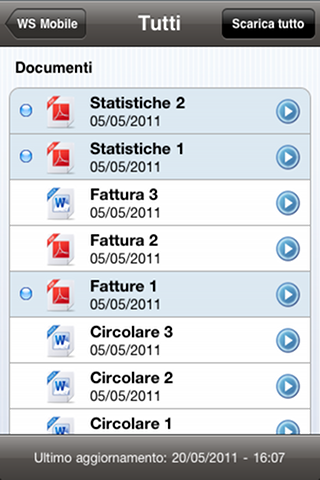 WS Mobile
Tutti
Scarica tutto
Documenti
Statistiche 2
05/05/2011
Statistiche 1
05/05/2011
Fattura 3
05/05/2011
Fattura 2
05/05/2011
Fatture 1
05/05/2011
Circolare 3
05/05/2011
Circolare 2
05/05/2011
Circolare 1
Ultimo aggiornamento: 20/05/2011 - 16:07